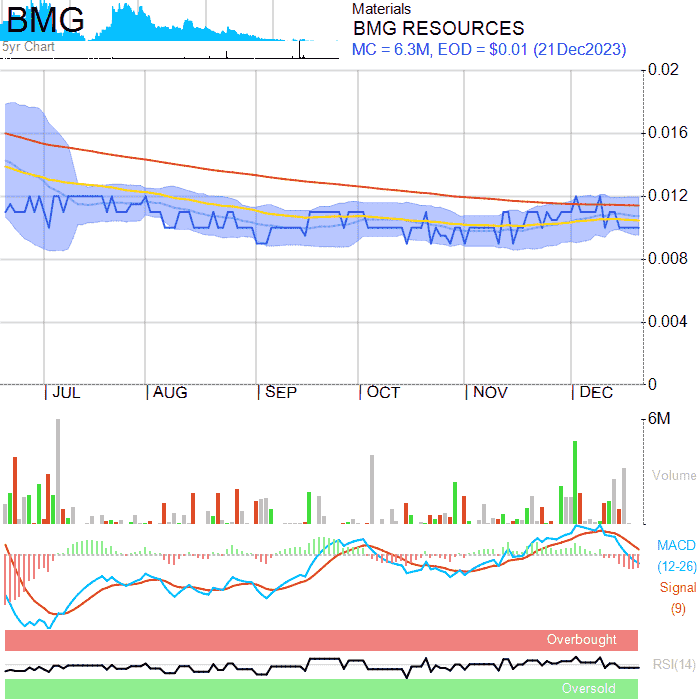 BMG
5yr Chart
Materials
BMG RESOURCES
MC = 6.3M, EOD = $0.01 (21Dec2023)
0.02
0.016
0.012
0.008
0.004
0
JUL AUG SEP OCT NOV DEC
6M
Volume
MACD
(12-26)
Signal
(9)
Overbought
RSI(14)
Oversold